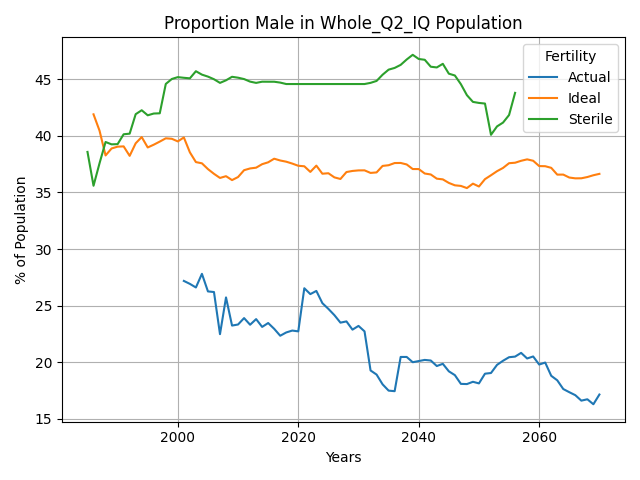 Proportion Male in Whole_Q2_IQ Population
Fertility
Actual
Ideal
Sterile
% of Population
45
40
35
30
25
20
15
2000
2020
2040
2060
Years